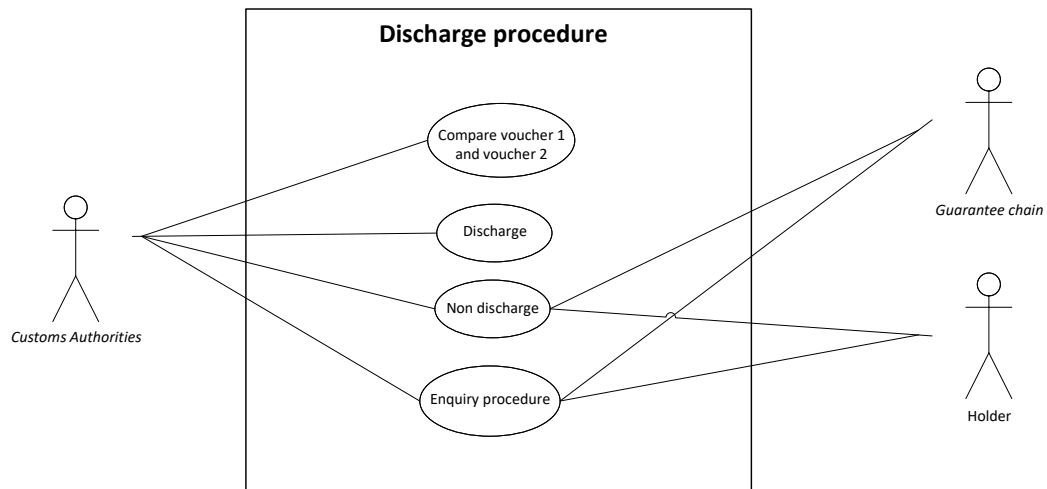 Discharge procedure
Compare voucher 1
and voucher 2
Guarantee chain
Discharge
Non discharge
Customs Authorities
Enquiry procedure
Holder